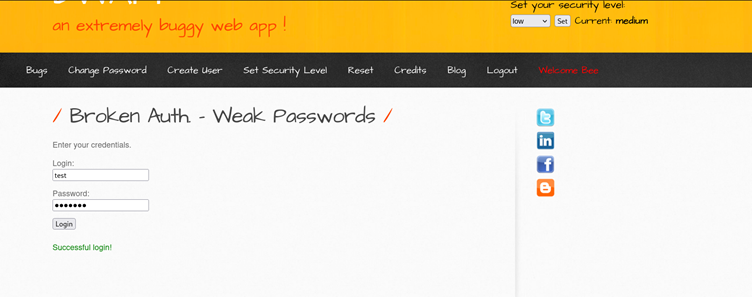 an extremely buggy web app !
Set your security level:
low Set Current: medium
Bugs Change Password Create User Set Security Level Reset Credits Blog Logout Welcome Bee
/ Broken Auth. - Weak Passwords /
Enter your credentials.
Login:
test
Password:
•••••••
Login
Successful login!